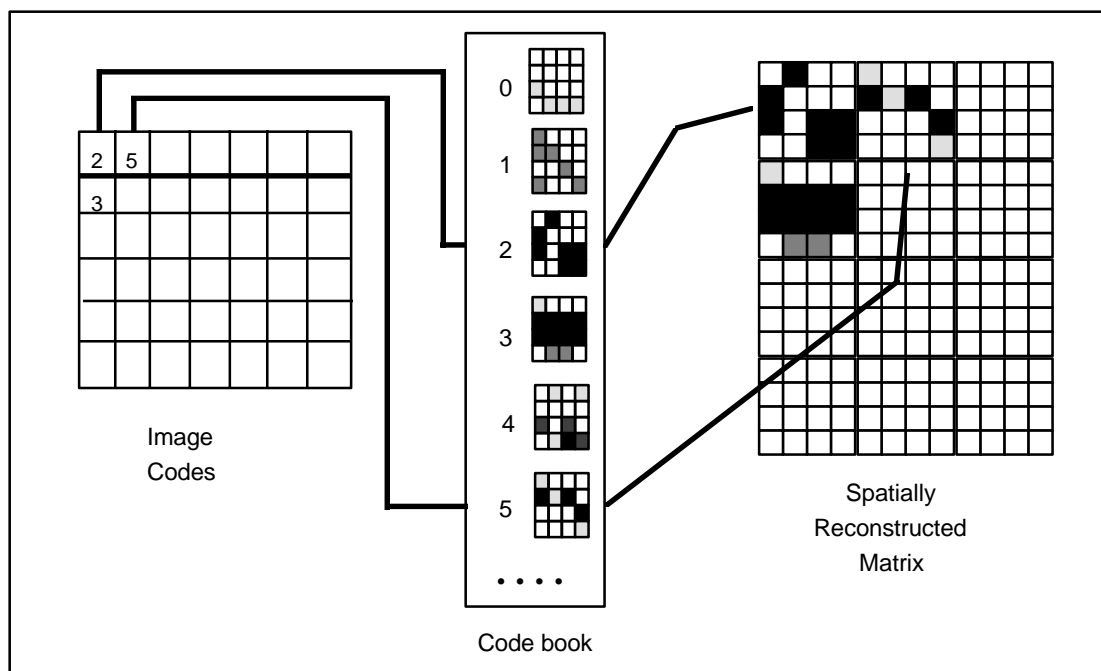 2 5
3
Image
Codes
0
1
2
3
4
5
. . . .
Code book
Spatially
Reconstructed
Matrix